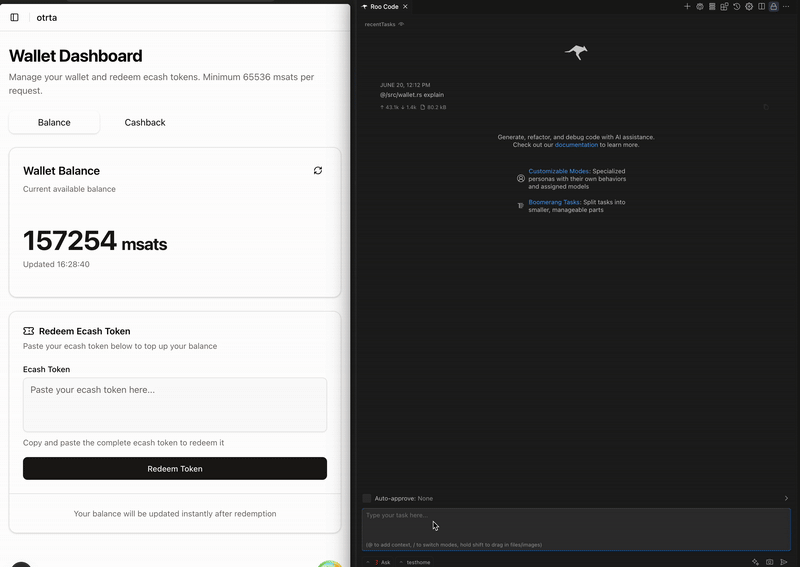 otrta
Wallet Dashboard
Manage your wallet and redeem ecash tokens. Minimum 65536 msats per
request.
Balance
Cashback
Wallet Balance
Current available balance
157254 msats
Updated 16:28:40
Redeem Ecash Token
Paste your ecash token below to top up your balance
Ecash Token
Paste your ecash token here...
Copy and paste the complete ecash token to redeem it
Redeem Token
Your balance will be updated instantly after redemption
Roo Code
recentTasks
JUNE 20, 12:12 PM
@/src/wallet.rs explain
↑ 43.1k ↓ 1.4k 80.2 kB
Generate, refactor, and debug code with AI assistance.
Check out our documentation to learn more.
Customizable Modes: Specialized
personas with their own behaviors
and assigned models
Boomerang Tasks: Split tasks into
smaller, manageable parts
Auto-approve: None
Type your task here...
(@ to add context, / to switch modes, hold shift to drag in files/images)
? Ask
testhome